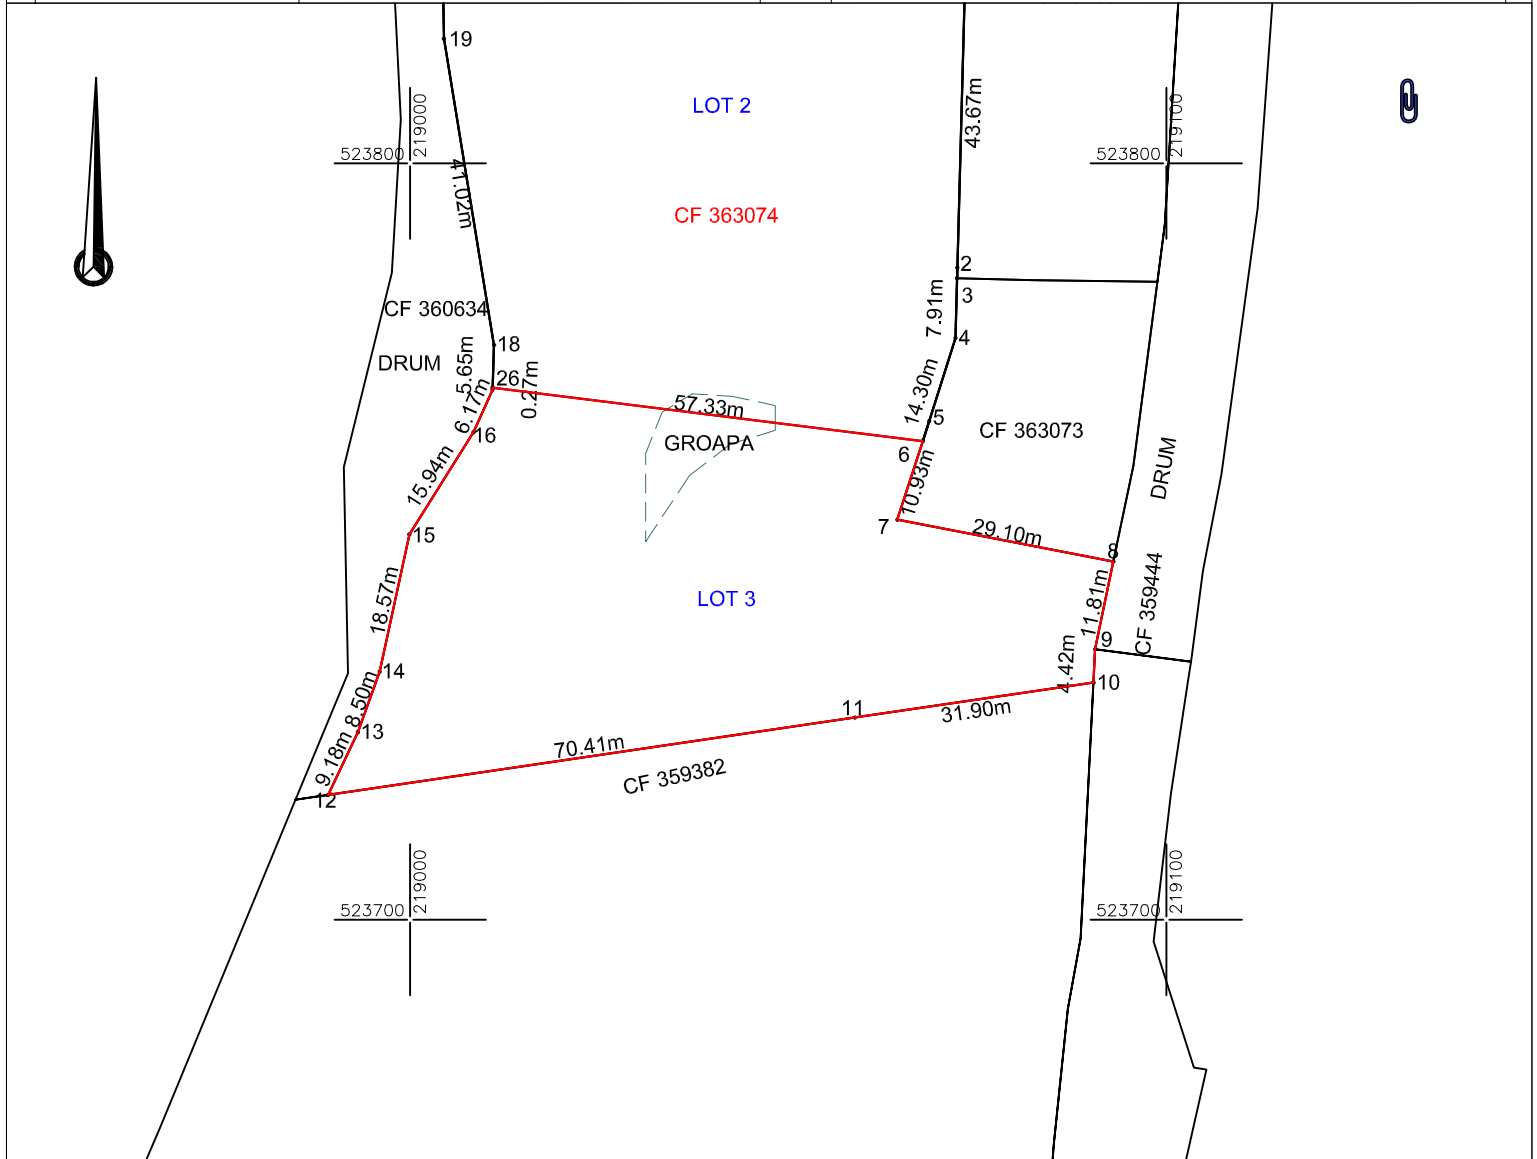 19
LOT 2
43.67m
219000
523800
219100
523800
41.02m
CF 363074
2
3
CF 360634
7.91m
4
18
DRUM
5.65m
26
0.27m
6.17m
57.33m
14.30m
5
16
GROAPA
CF 363073
6
DRUM
15.94m
10.93m
7
29.10m
15
8
18.57m
LOT 3
11.81m
CF 359444
9
4.42m
14
10
8.50m
11
31.90m
13
70.41m
9.18m
CF 359382
12
219000
523700
219100
523700